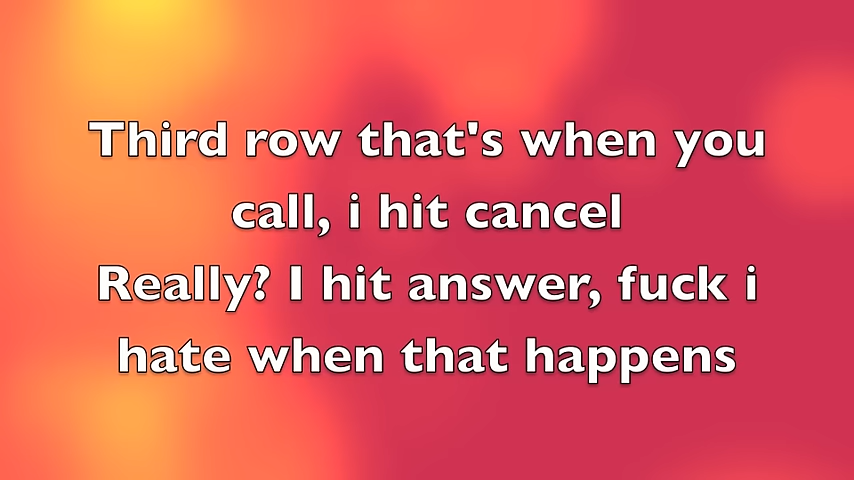 Third row that's when you
call, i hit cancel
Really? I hit answer, fuck i
hate when that happens